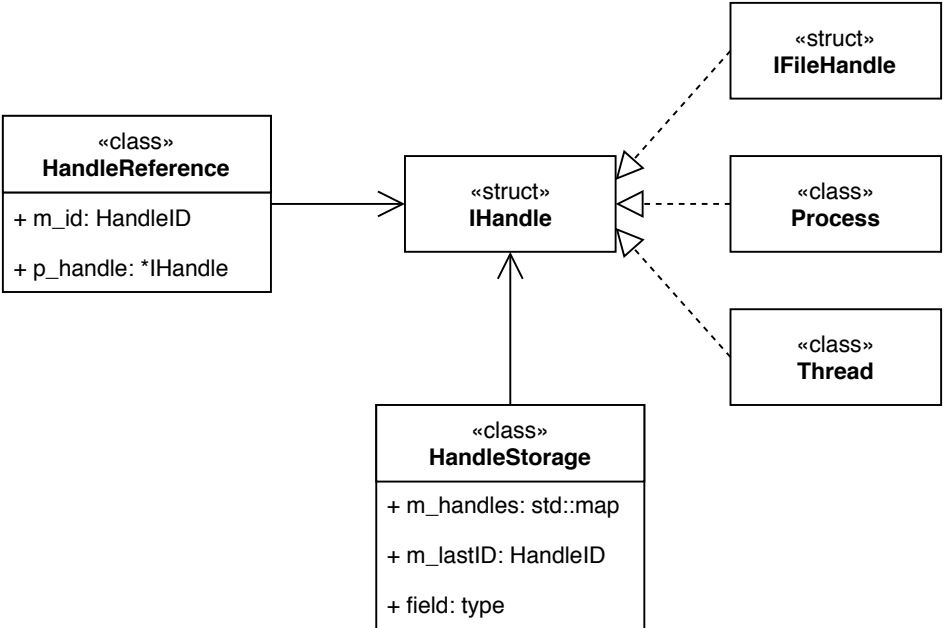 «struct»
IFileHandle
«class»
HandleReference
+ m_id: HandleID
+ p_handle: *IHandle
«struct»
IHandle
«class»
Process
«class»
Thread
«class»
HandleStorage
+ m_handles: std::map
+ m_lastID: HandleID
+ field: type